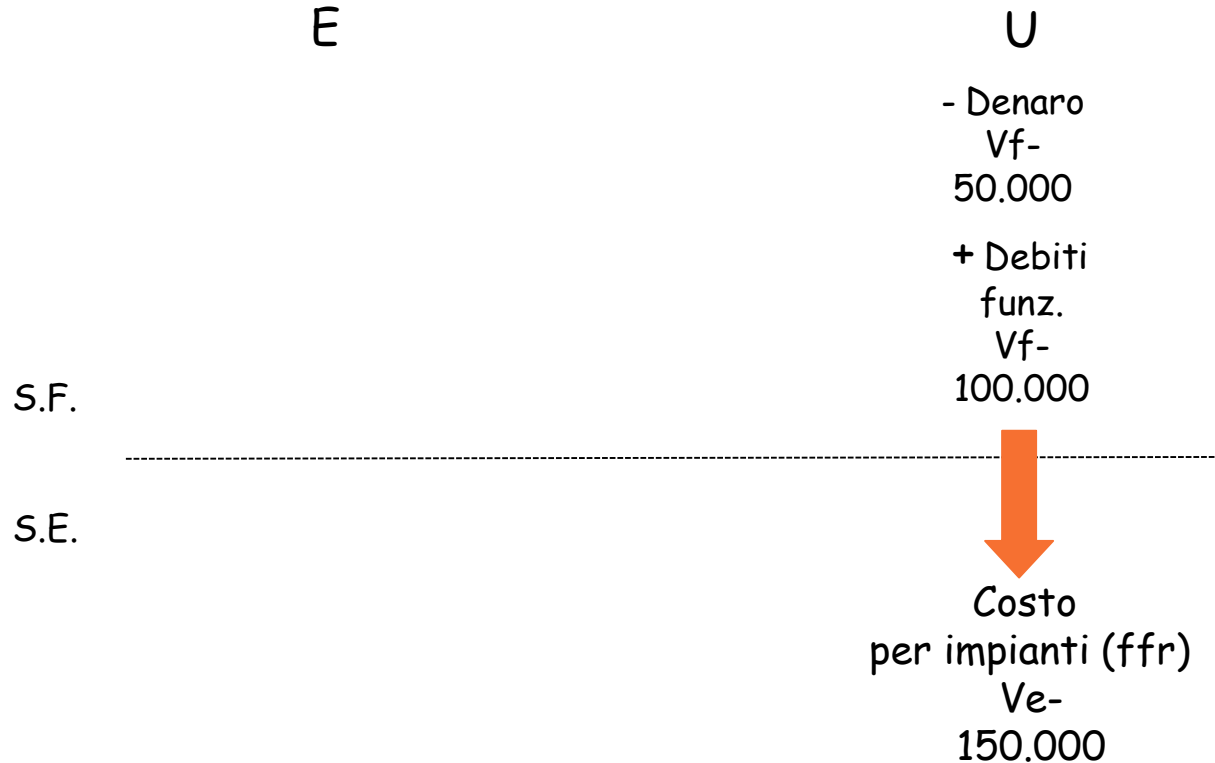 E
U
- Denaro
Vf-
50.000
+ Debiti
funz.
Vf-
100.000
S.F.
S.E.
Costo
per impianti (ffr)
Ve-
150.000